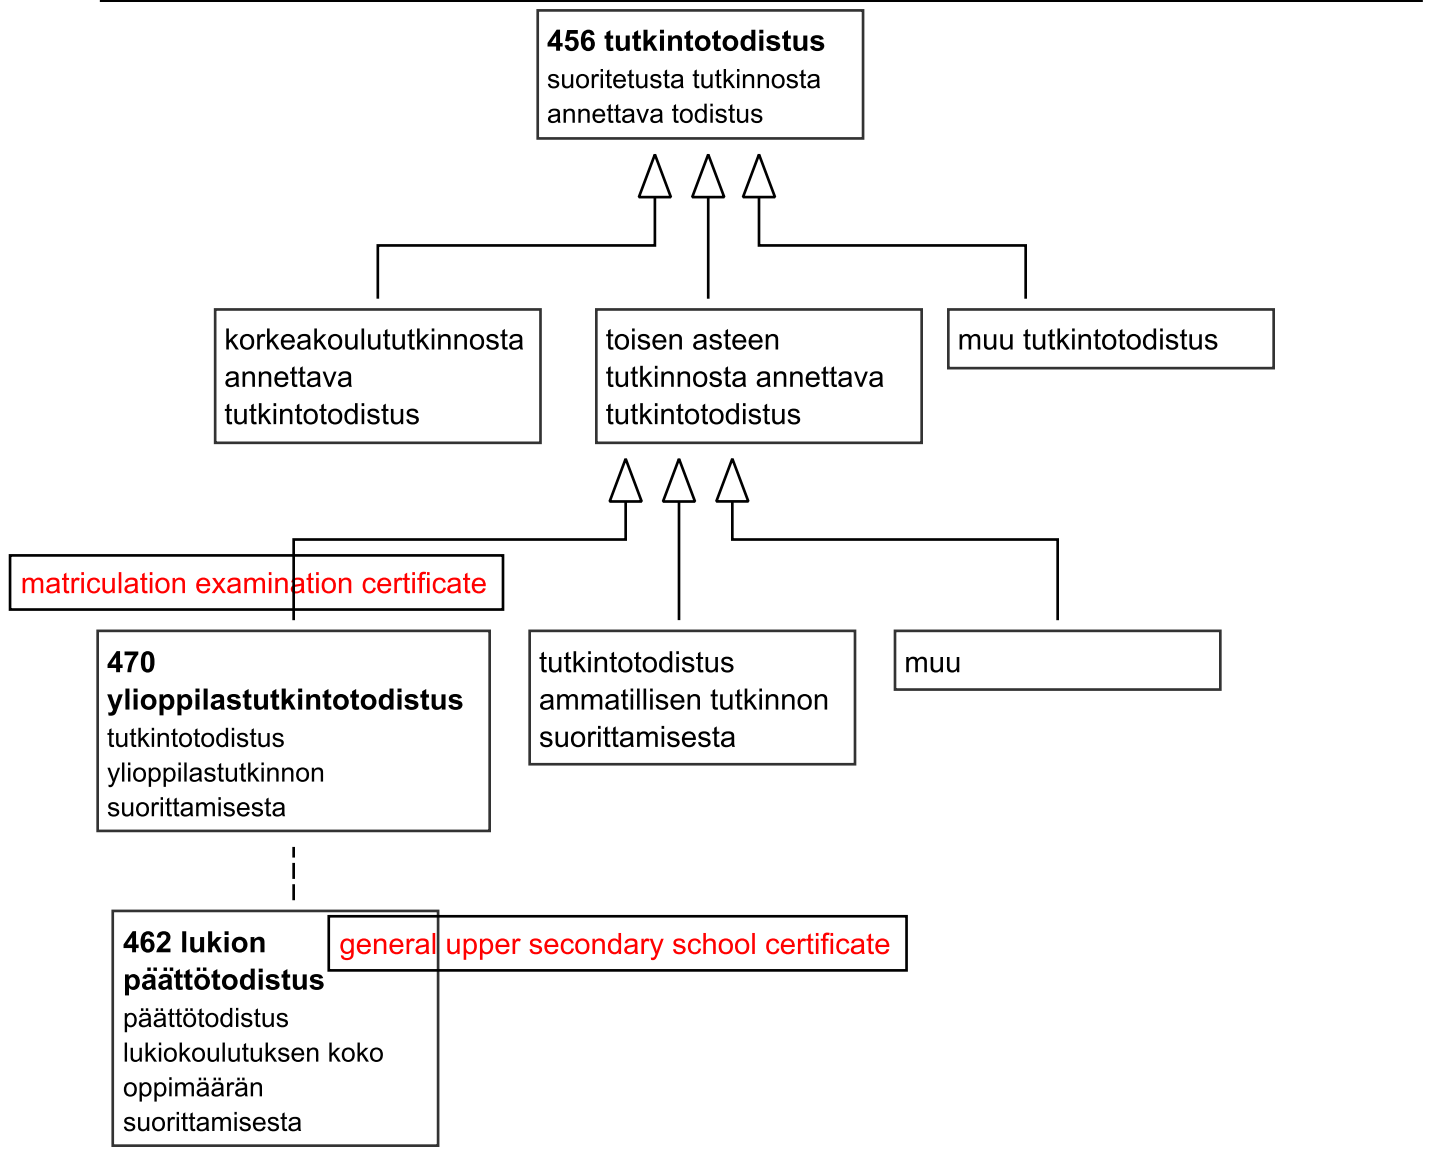 456 tutkintotodistus
suoritetusta tutkinnosta
annettava todistus
korkeakoulututkinnosta
annettava
tutkintotodistus
toisen asteen
tutkinnosta annettava
tutkintotodistus
muu tutkintotodistus
matriculation examination certificate
470
ylioppilastutkintotodistus
tutkintotodistus
ylioppilastutkinnon
suorittamisesta
tutkintotodistus
ammatillisen tutkinnon
suorittamisesta
muu
462 lukion
päättötodistus
päättötodistus
lukiokoulutuksen koko
oppimäärän
suorittamisesta
general upper secondary school certificate